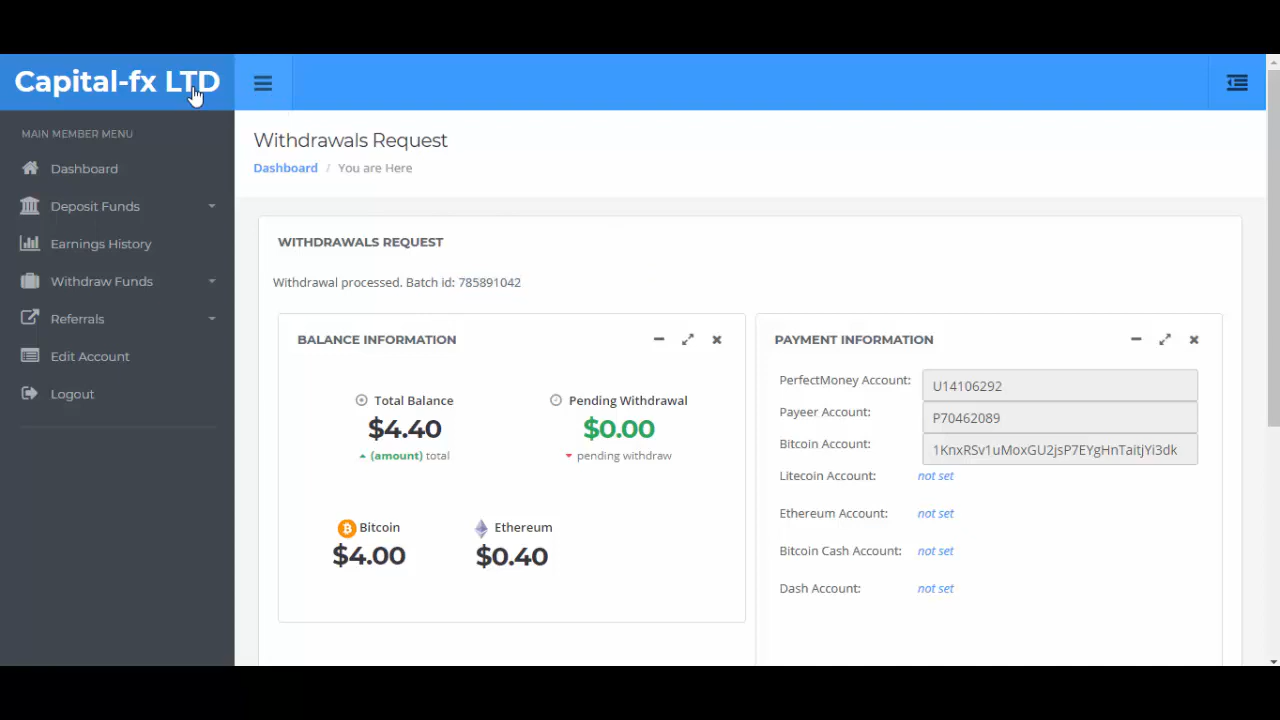 Capital-fx LTD
MAIN MEMBER MENU
Dashboard
Deposit Funds
Earnings History
Withdraw Funds
Referrals
Edit Account
Logout
Withdrawals Request
Dashboard / You are Here
WITHDRAWALS REQUEST
Withdrawal processed. Batch id: 785891042
BALANCE INFORMATION
Total Balance
$4.40
(amount) total
Pending Withdrawal
$0.00
pending withdraw
Bitcoin
$4.00
Ethereum
$0.40
PAYMENT INFORMATION
PerfectMoney Account: U14106292
Payeer Account: P70462089
Bitcoin Account: 1KnxRSv1uMoxGU2jsP7EYgHnTaitjYi3dk
Litecoin Account: not set
Ethereum Account: not set
Bitcoin Cash Account: not set
Dash Account: not set